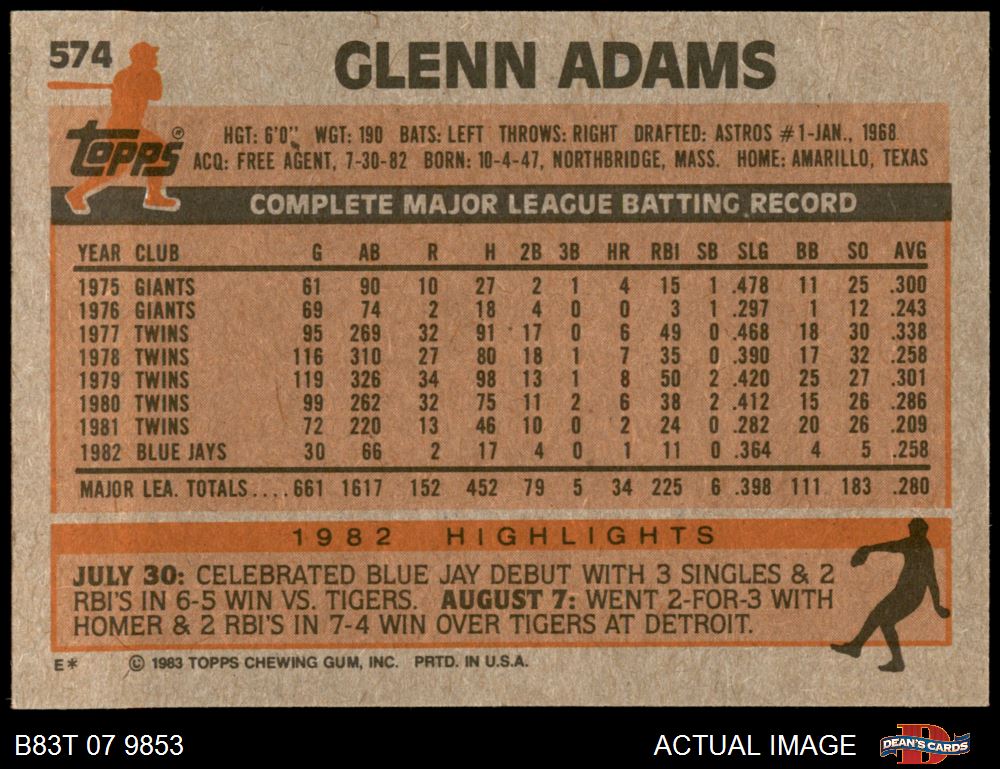 574 GLENN ADAMS
Topps® HGT: 6'0", WGT: 190 BATS: LEFT THROWS: RIGHT DRAFTED: ASTROS #1-JAN., 1968
ACQ: FREE AGENT, 7-30-82 BORN: 10-4-47, NORTHBRIDGE, MASS. HOME: AMARILLO, TEXAS
COMPLETE MAJOR LEAGUE BATTING RECORD
YEAR CLUB G AB R H 2B 3B HR RBI SB SLG BB SO AVG
1975 GIANTS 61 90 10 27 2 1 4 15 1 .478 11 25 .300
1976 GIANTS 69 74 2 18 4 0 0 3 1 .297 1 12 .243
1977 TWINS 95 269 32 91 17 0 6 49 0 .468 18 30 .338
1978 TWINS 116 310 27 80 18 1 7 35 0 .390 17 32 .258
1979 TWINS 119 326 34 98 13 1 8 50 2 .420 25 27 .301
1980 TWINS 99 262 32 75 11 2 6 38 2 .412 15 26 .286
1981 TWINS 72 220 13 46 10 0 2 24 0 .282 20 26 .209
1982 BLUE JAYS 30 66 2 17 4 0 1 11 0 .364 4 5 .258
MAJOR LEA. TOTALS....661 1617 152 452 79 5 34 225 6 .398 111 183 .280
1982 HIGHLIGHTS
JULY 30: CELEBRATED BLUE JAY DEBUT WITH 3 SINGLES & 2
RBI'S IN 6-5 WIN VS. TIGERS. AUGUST 7: WENT 2-FOR-3 WITH
HOMER & 2 RBI'S IN 7-4 WIN OVER TIGERS AT DETROIT.
E* © 1983 TOPPS CHEWING GUM, INC. PRTD. IN U.S.A.
B83T 07 9853 ACTUAL IMAGE DEAN'S CARDS